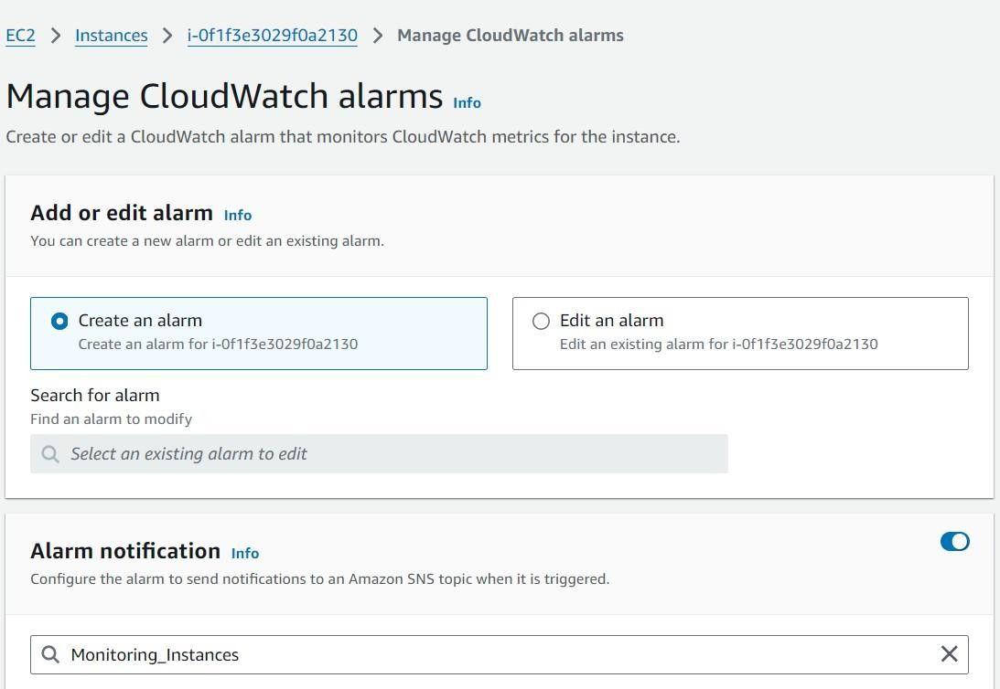 EC2 > Instances > i-0f1f3e3029f0a2130 > Manage CloudWatch alarms
Manage CloudWatch alarms Info
Create or edit a CloudWatch alarm that monitors CloudWatch metrics for the instance.
Add or edit alarm Info
You can create a new alarm or edit an existing alarm.
Create an alarm
Create an alarm for i-0f1f3e3029f0a2130
Edit an alarm
Edit an existing alarm for i-0f1f3e3029f0a2130
Search for alarm
Find an alarm to modify
Select an existing alarm to edit
Alarm notification Info
Configure the alarm to send notifications to an Amazon SNS topic when it is triggered.
Monitoring_Instances